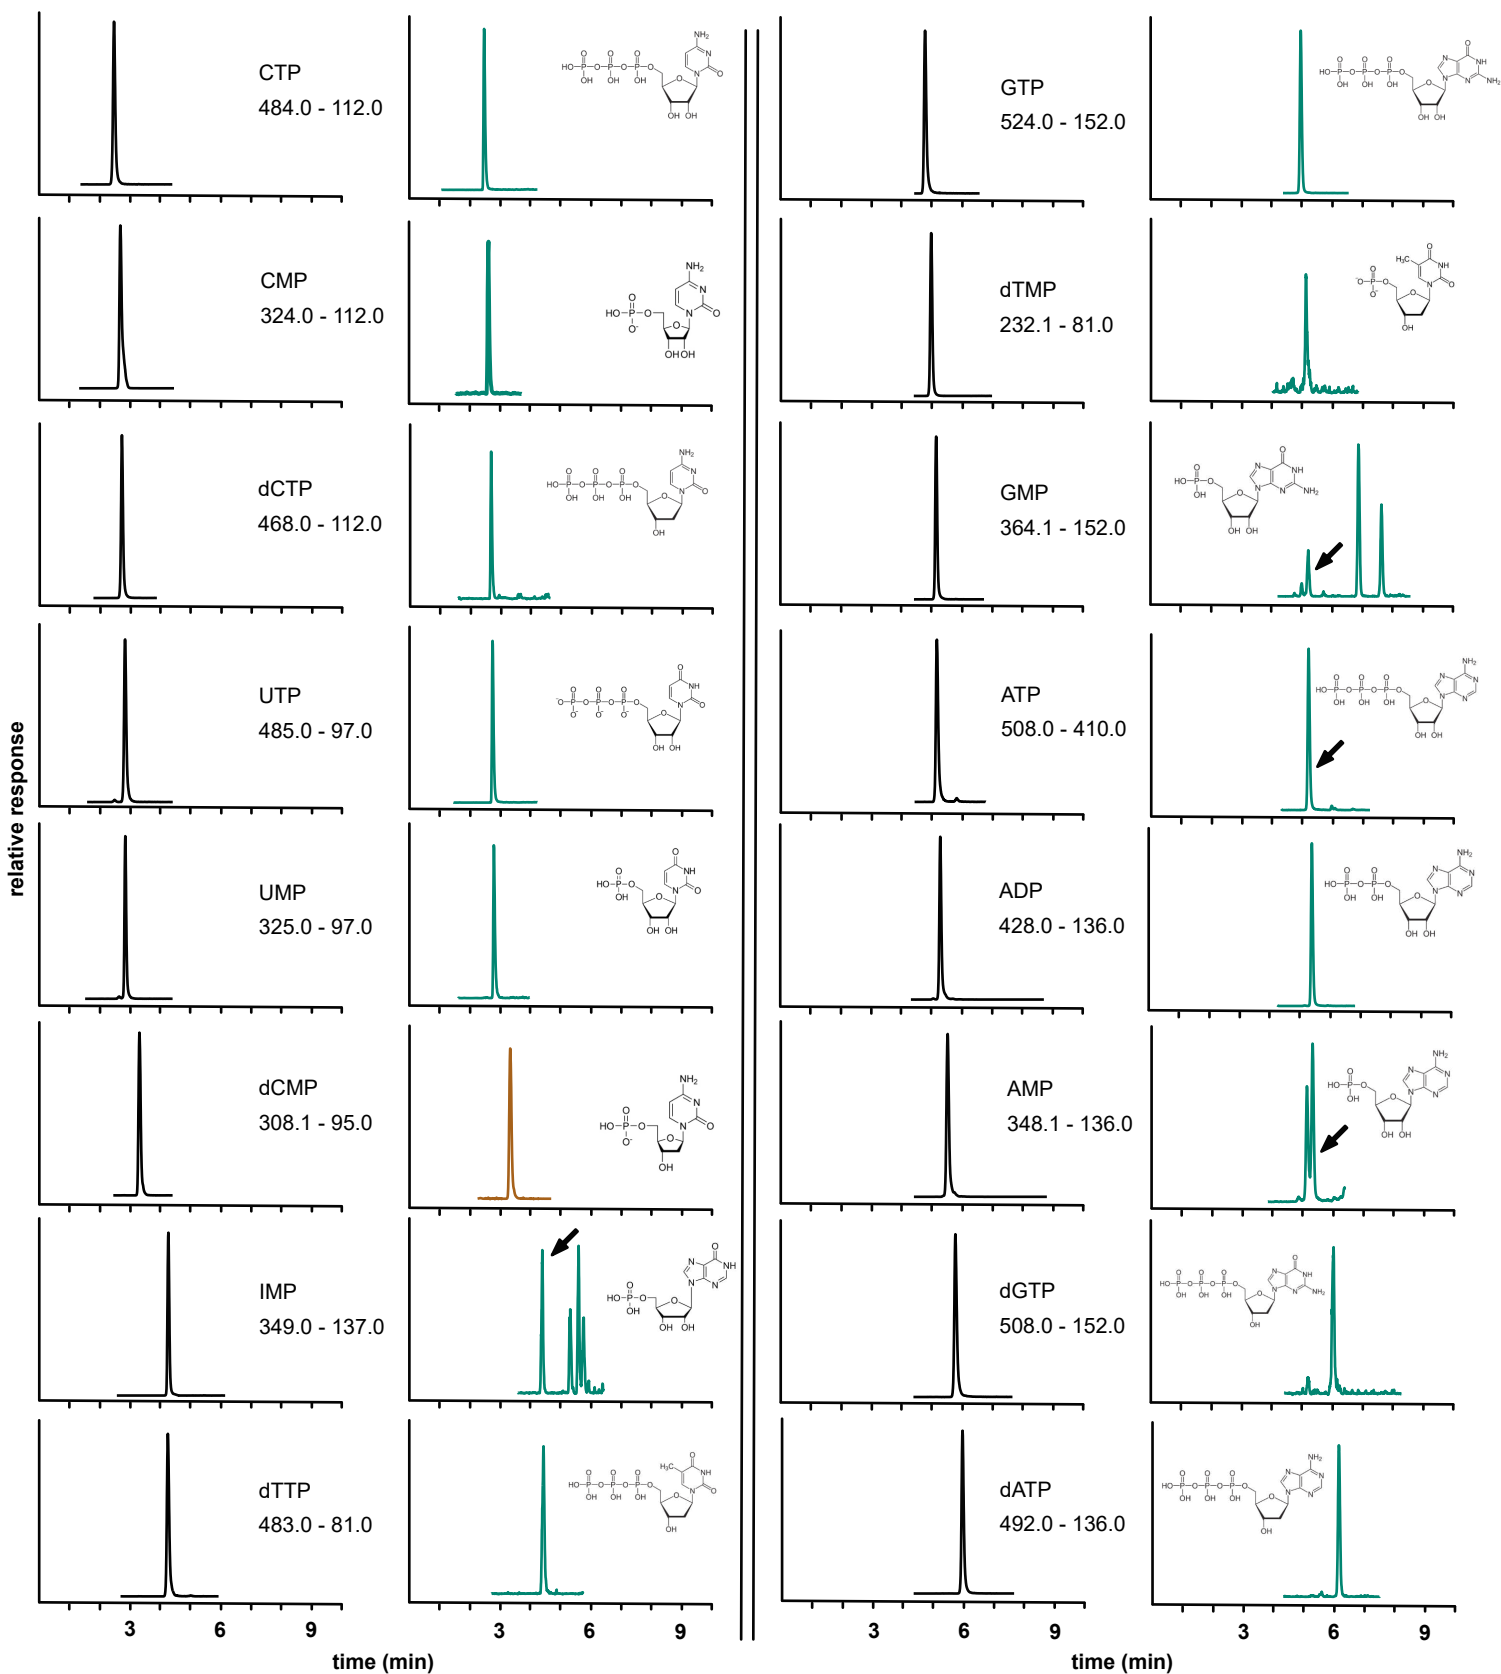 relative response
CTP
484.0 - 112.0
CMP
324.0 - 112.0
dCTP
468.0 - 112.0
UTP
485.0 - 97.0
UMP
325.0 - 97.0
dCMP
308.1 - 95.0
IMP
349.0 - 137.0
dTTP
483.0 - 81.0
3 6 9 3 6 9
time (min)
GTP
524.0 - 152.0
dTMP
232.1 - 81.0
GMP
364.1 - 152.0
ATP
508.0 - 410.0
ADP
428.0 - 136.0
AMP
348.1 - 136.0
dGTP
508.0 - 152.0
dATP
492.0 - 136.0
3 6 9 3 6 9
time (min)